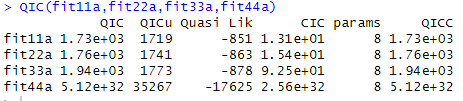 > QIC(fit11a,fit22a,fit33a,fit44a)
QIC QICu Quasi Lik CIC params QICC
fit11a 1.73e+03 1719 -851 1.31e+01 8 1.73e+03
fit22a 1.76e+03 1741 -863 1.54e+01 8 1.76e+03
fit33a 1.94e+03 1773 -878 9.25e+01 8 1.94e+03
fit44a 5.12e+32 35267 -17625 2.56e+32 8 5.12e+32